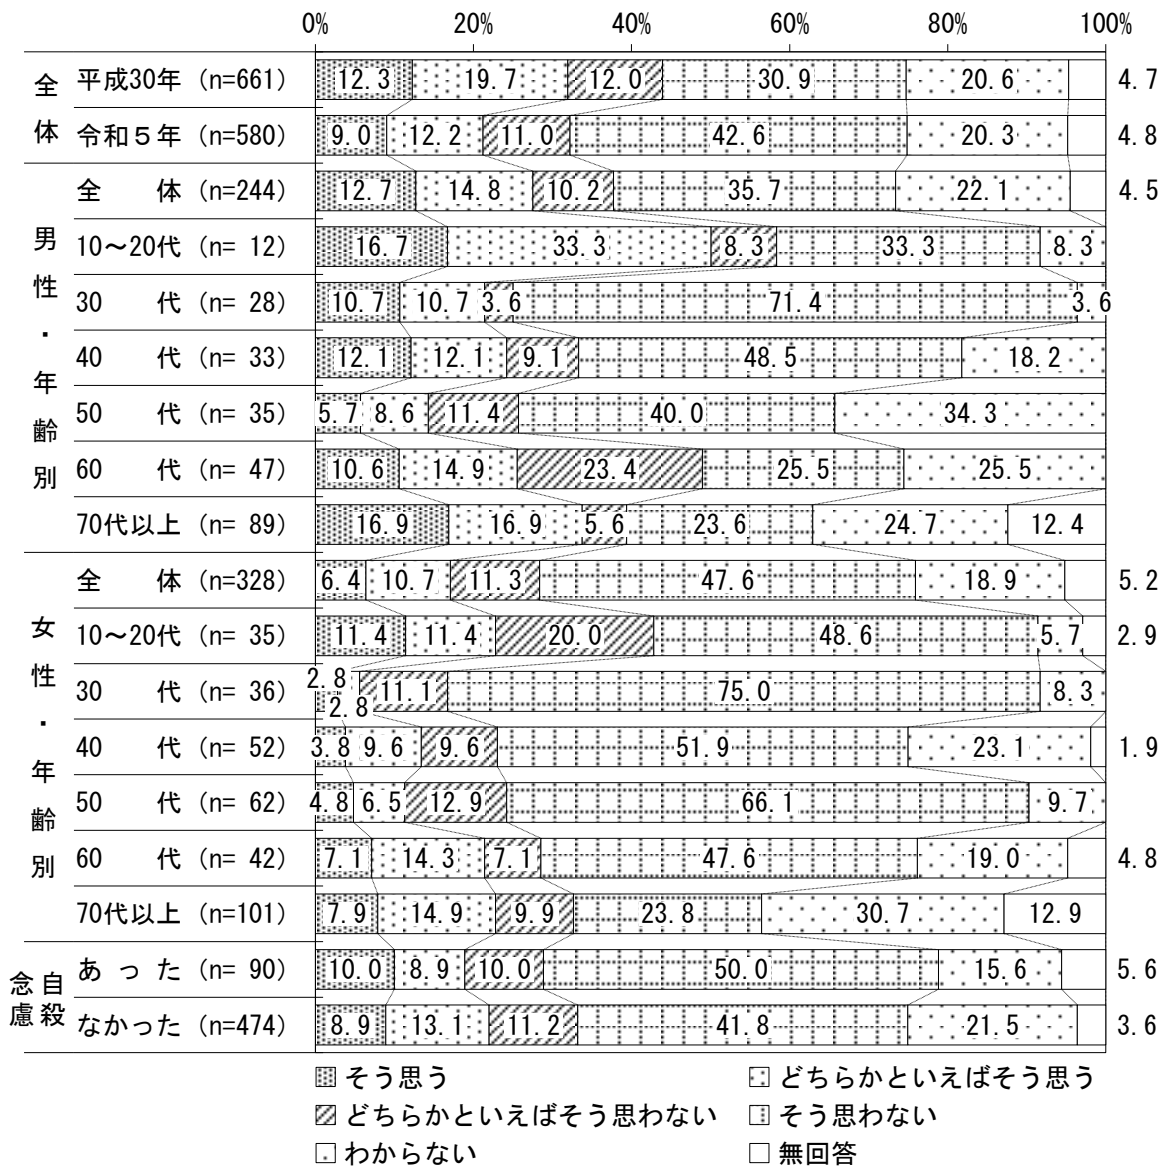 0% 20% 40% 60% 80% 100%
全体
平成30年 (n=661) 12.3 19.7 12.0 30.9 20.6 4.7
令和５年 (n=580) 9.0 12.2 11.0 42.6 20.3 4.8
男性・年齢別
全　体 (n=244) 12.7 14.8 10.2 35.7 22.1 4.5
10～20代 (n= 12) 16.7 33.3 8.3 33.3 8.3
30　代 (n= 28) 10.7 10.7 3.6 71.4 3.6
40　代 (n= 33) 12.1 12.1 9.1 48.5 18.2
50　代 (n= 35) 5.7 8.6 11.4 40.0 34.3
60　代 (n= 47) 10.6 14.9 23.4 25.5 25.5
70代以上 (n= 89) 16.9 16.9 5.6 23.6 24.7 12.4
女性・年齢別
全　体 (n=328) 6.4 10.7 11.3 47.6 18.9 5.2
10～20代 (n= 35) 11.4 11.4 20.0 48.6 5.7 2.9
30　代 (n= 36) 2.8 2.8 11.1 75.0 8.3
40　代 (n= 52) 3.8 9.6 9.6 51.9 23.1 1.9
50　代 (n= 62) 4.8 6.5 12.9 66.1 9.7
60　代 (n= 42) 7.1 14.3 7.1 47.6 19.0 4.8
70代以上 (n=101) 7.9 14.9 9.9 23.8 30.7 12.9
自殺念慮
あ っ た (n= 90) 10.0 8.9 10.0 50.0 15.6 5.6
なかった (n=474) 8.9 13.1 11.2 41.8 21.5 3.6
そう思う どちらかといえばそう思う
どちらかといえばそう思わない そう思わない
わからない 無回答